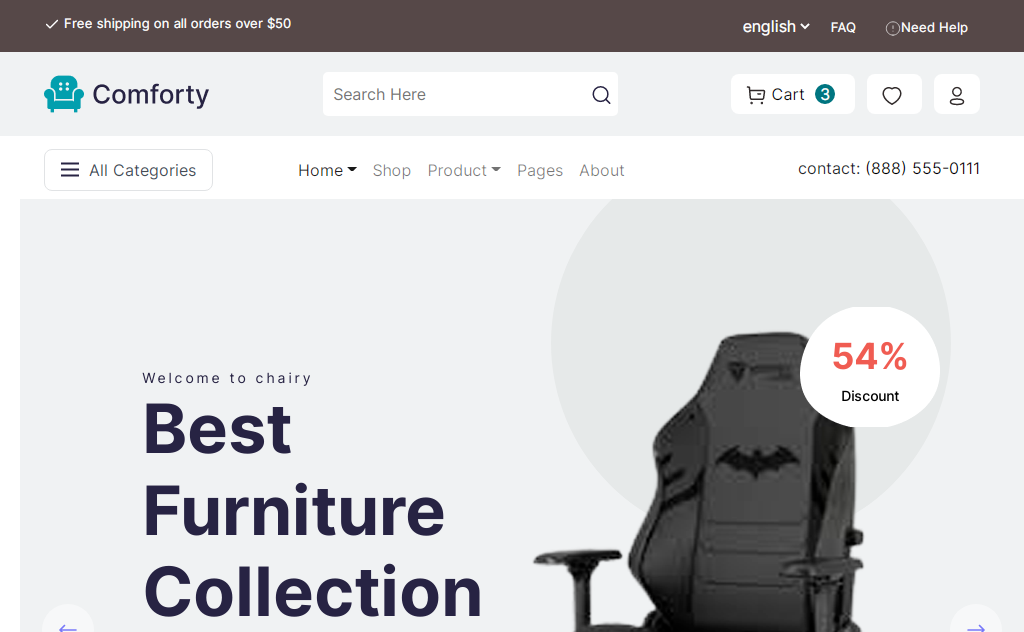 Free shipping on all orders over $50
english
FAQ
Need Help
Comforty
Search Here
Cart 3
All Categories
Home
Shop
Product
Pages
About
contact: (888) 555-0111
Welcome to chairy
Best
Furniture
Collection
54%
Discount